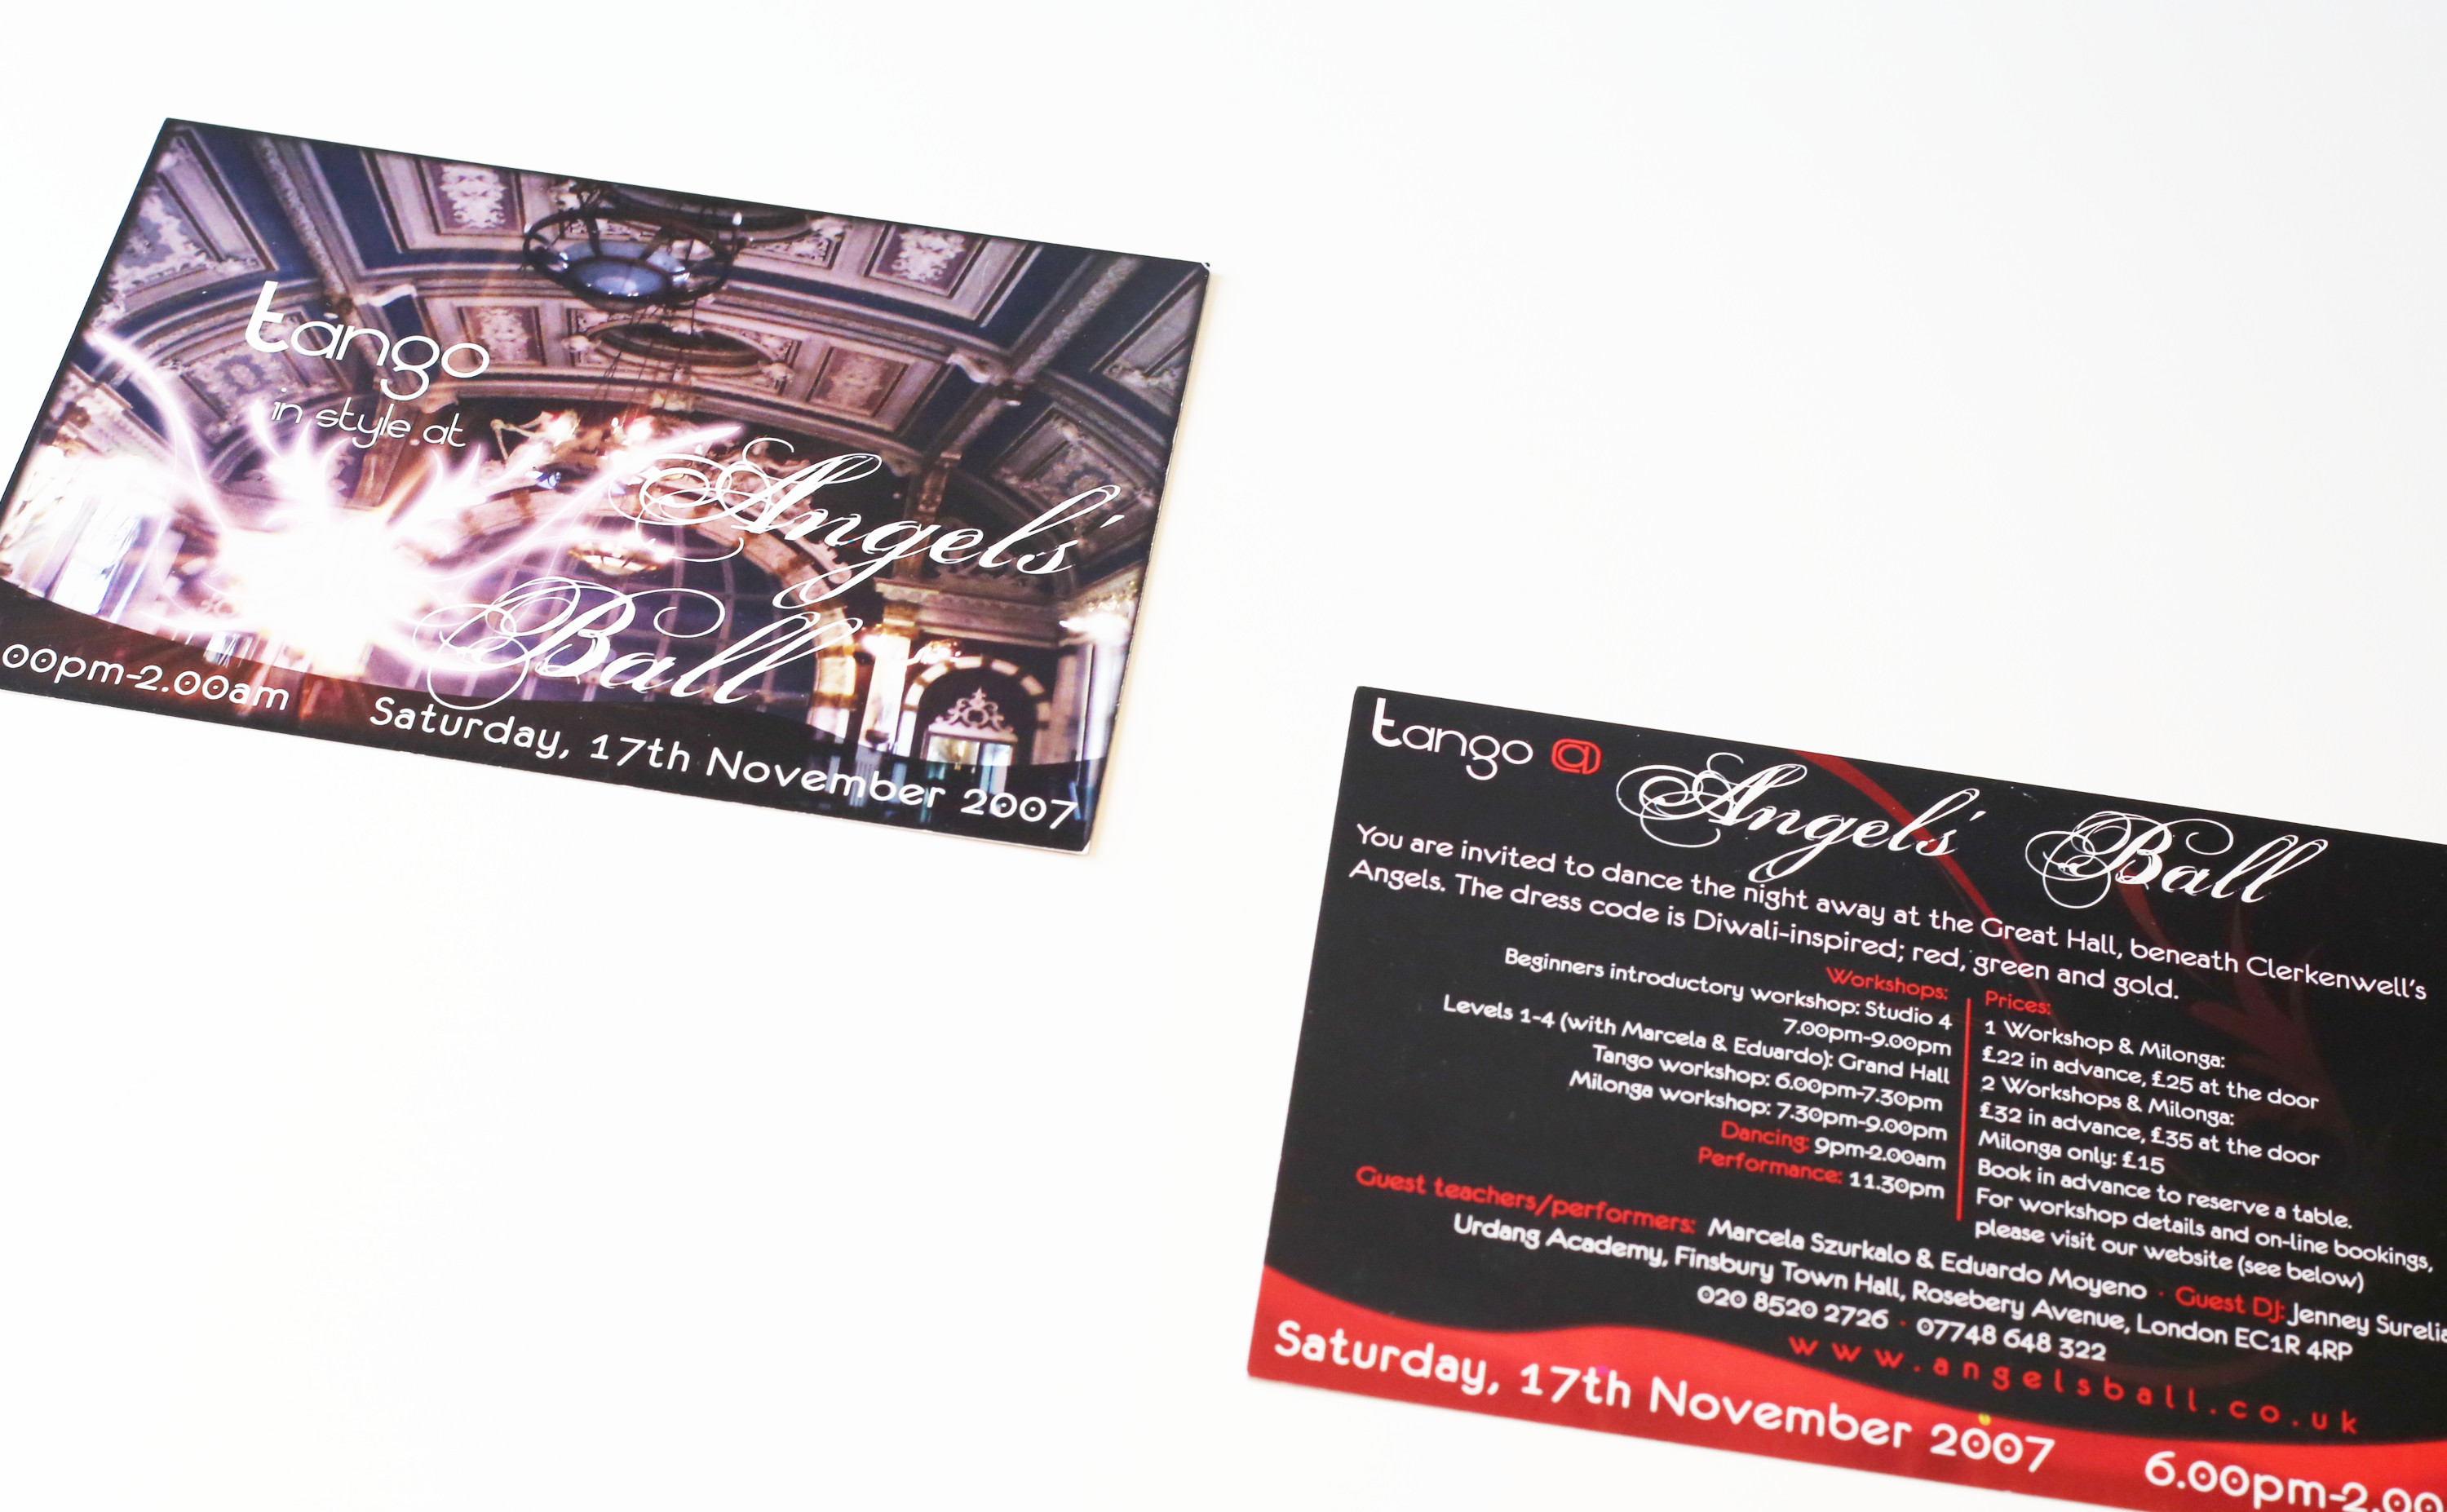 tango
in style at
Angels'
Ball
00pm-2.00am Saturday, 17th November 2007
tango @ Angels' Ball
You are invited to dance the night away at the Great Hall, beneath Clerkenwell's
Angels. The dress code is Diwali-inspired; red, green and gold.
Workshops:
Beginners introductory workshop: Studio 4
7.00pm-9.00pm
Levels 1-4 (with Marcela & Eduardo): Grand Hall
Tango workshop: 6.00pm-7.30pm
Milonga workshop: 7.30pm-9.00pm
Dancing: 9pm-2.00am
Performance: 11.30pm
Prices:
1 Workshop & Milonga:
£22 in advance, £25 at the door
2 Workshops & Milonga:
£32 in advance, £35 at the door
Milonga only: £15
Book in advance to reserve a table.
For workshop details and on-line bookings,
please visit our website (see below)
Guest teachers/performers: Marcela Szurkalo & Eduardo Moyeno · Guest DJ: Jenney Surelia
Urdang Academy, Finsbury Town Hall, Rosebery Avenue, London EC1R 4RP
020 8520 2726 · 07748 648 322
www.angelsball.co.uk
Saturday, 17th November 2007 6.00pm-2.00